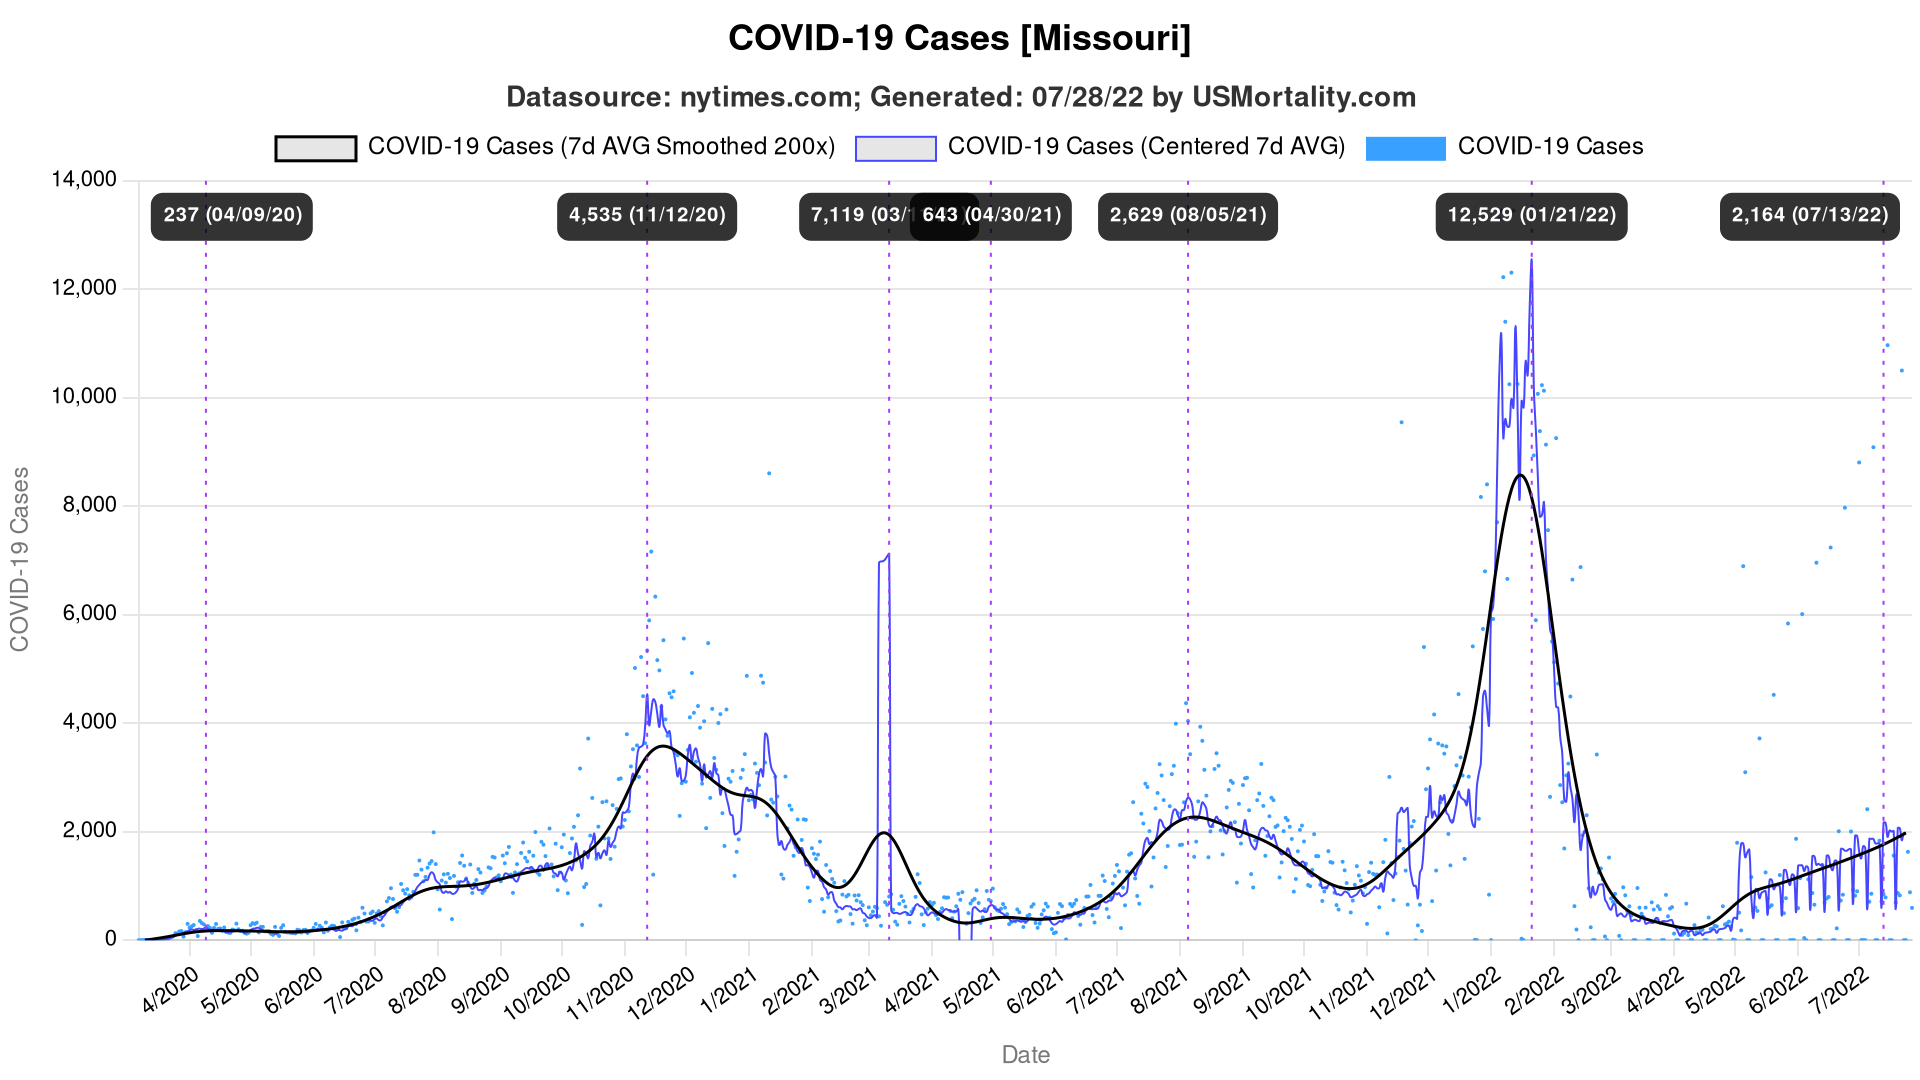 COVID-19 Cases [Missouri]
Datasource: nytimes.com; Generated: 07/28/22 by USMortality.com
COVID-19 Cases (7d AVG Smoothed 200x) COVID-19 Cases (Centered 7d AVG) COVID-19 Cases
14,000
237 (04/09/20) 4,535 (11/12/20) 7,119 (03/1 643 (04/30/21) 2,629 (08/05/21) 12,529 (01/21/22) 2,164 (07/13/22)
12,000
10,000
8,000
6,000
4,000
2,000
0
COVID-19 Cases
4/2020 5/2020 6/2020 7/2020 8/2020 9/2020 10/2020 11/2020 12/2020 1/2021 2/2021 3/2021 4/2021 5/2021 6/2021 7/2021 8/2021 9/2021 10/2021 11/2021 12/2021 1/2022 2/2022 3/2022 4/2022 5/2022 6/2022 7/2022
Date